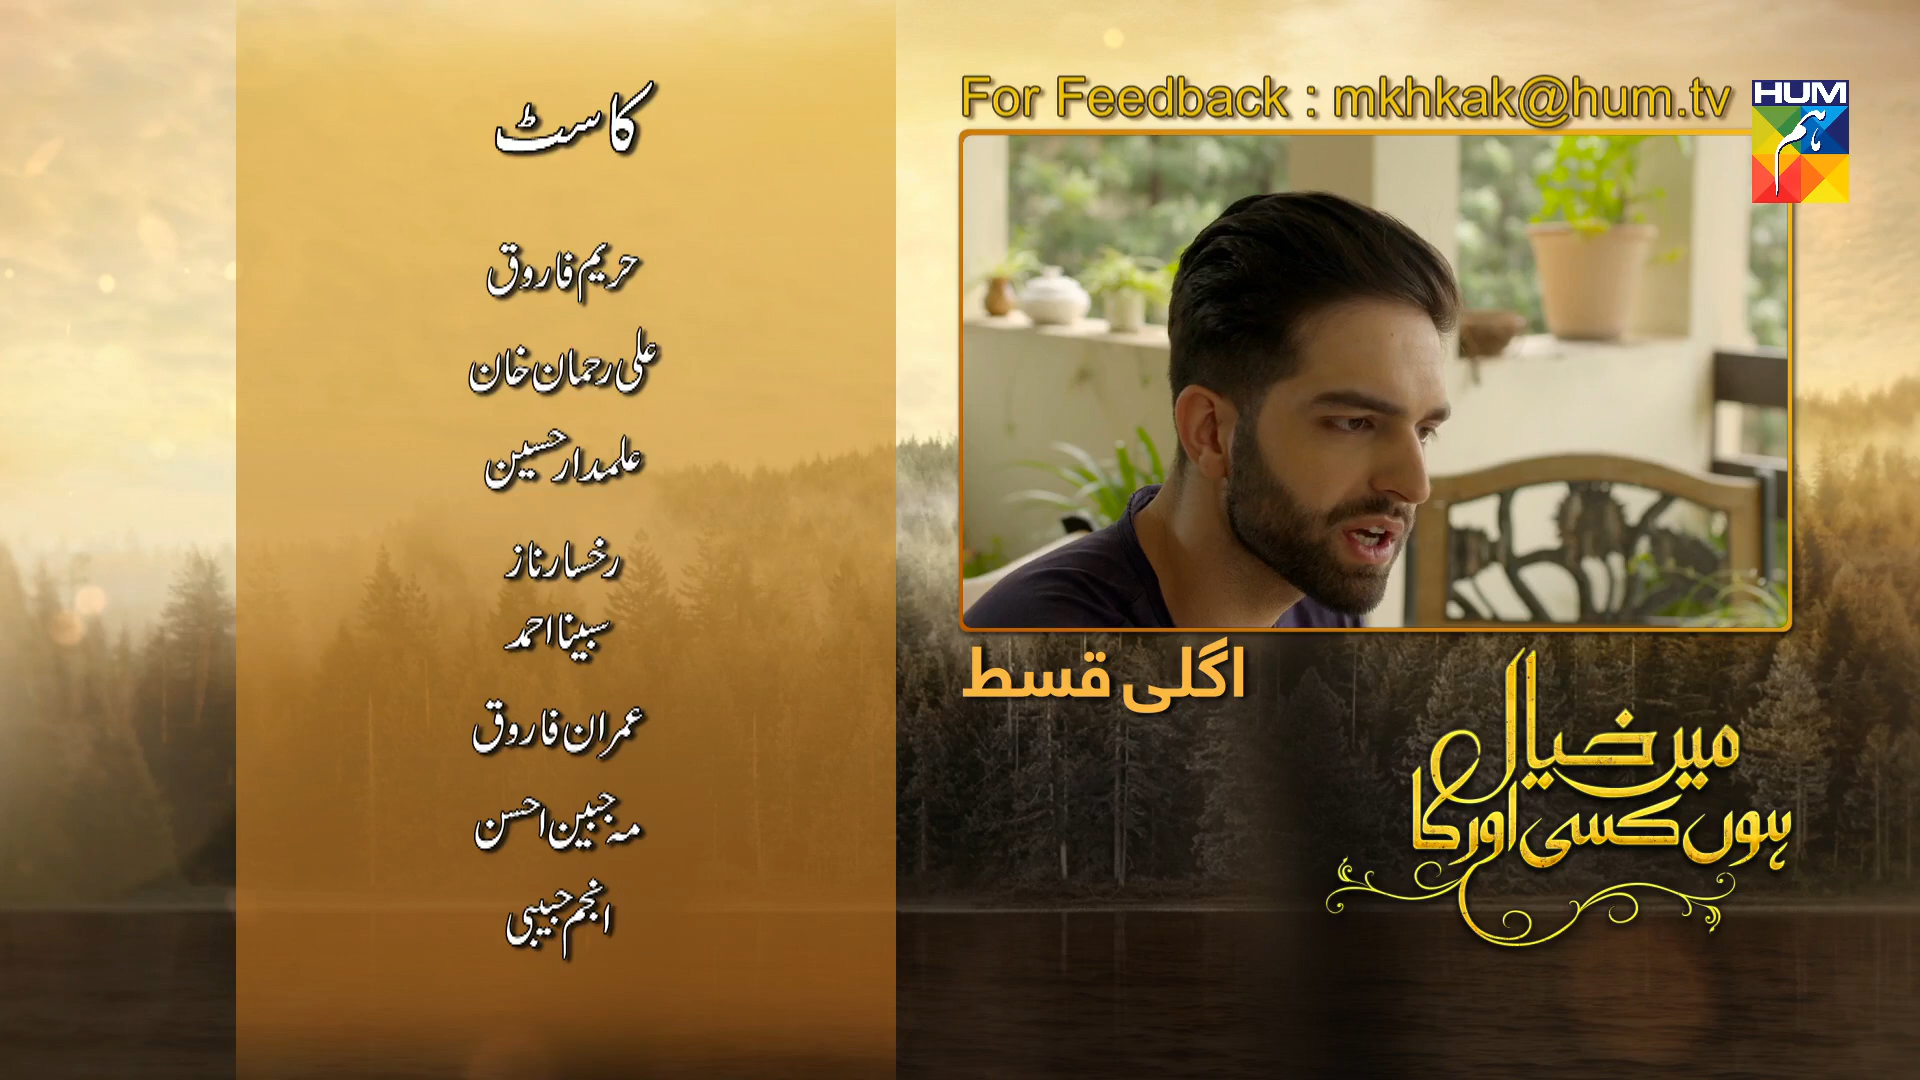 کاسٹ
حریم فاروق
علی رحمان خان
علمدار حسین
رخسار ناز
سبینا احمد
عمران فاروق
مہ جبین احسن
انجم حبیبی
For Feedback : mkhkak@hum.tv
HUM
ہم
اگلی قسط
میں خیال
ہوں کسی اور کا